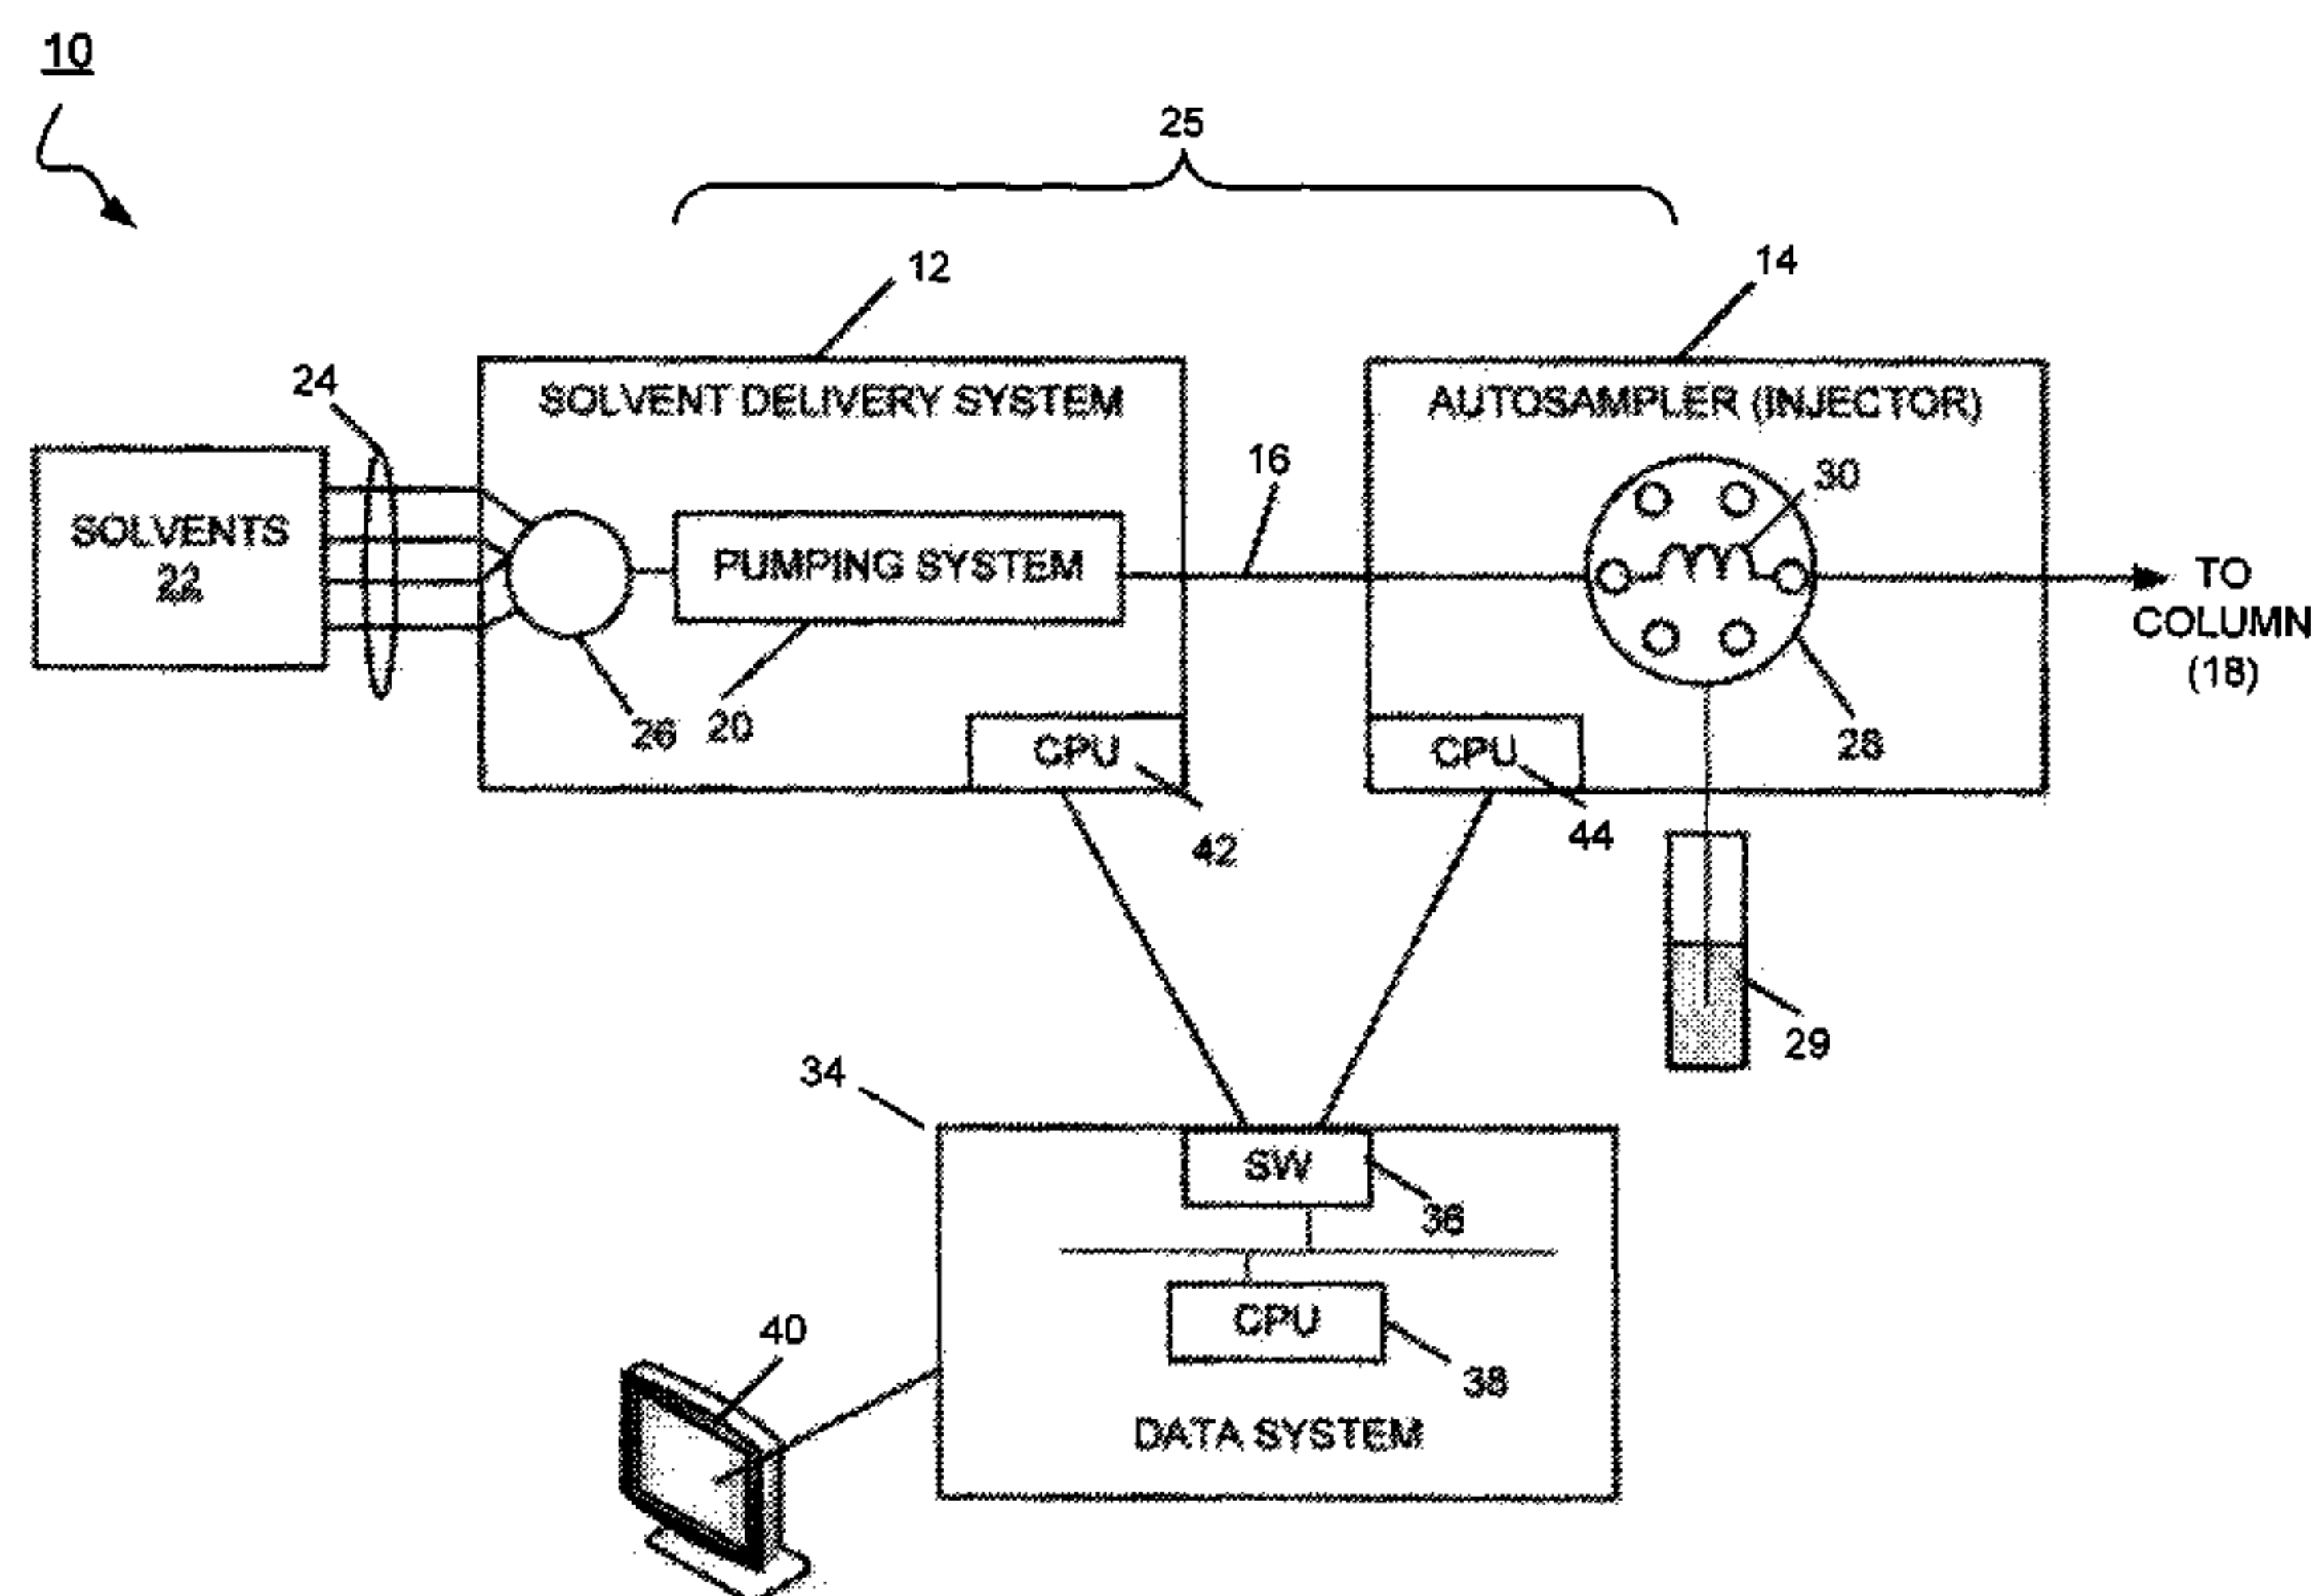 10
25
12
14
24
SOLVENT DELIVERY SYSTEM
AUTOSAMPLER (INJECTOR)
16
30
SOLVENTS
22
PUMPING SYSTEM
TO
COLUMN
(18)
26
20
CPU
CPU
28
42
44
29
34
SW
36
CPU
40
38
DATA SYSTEM